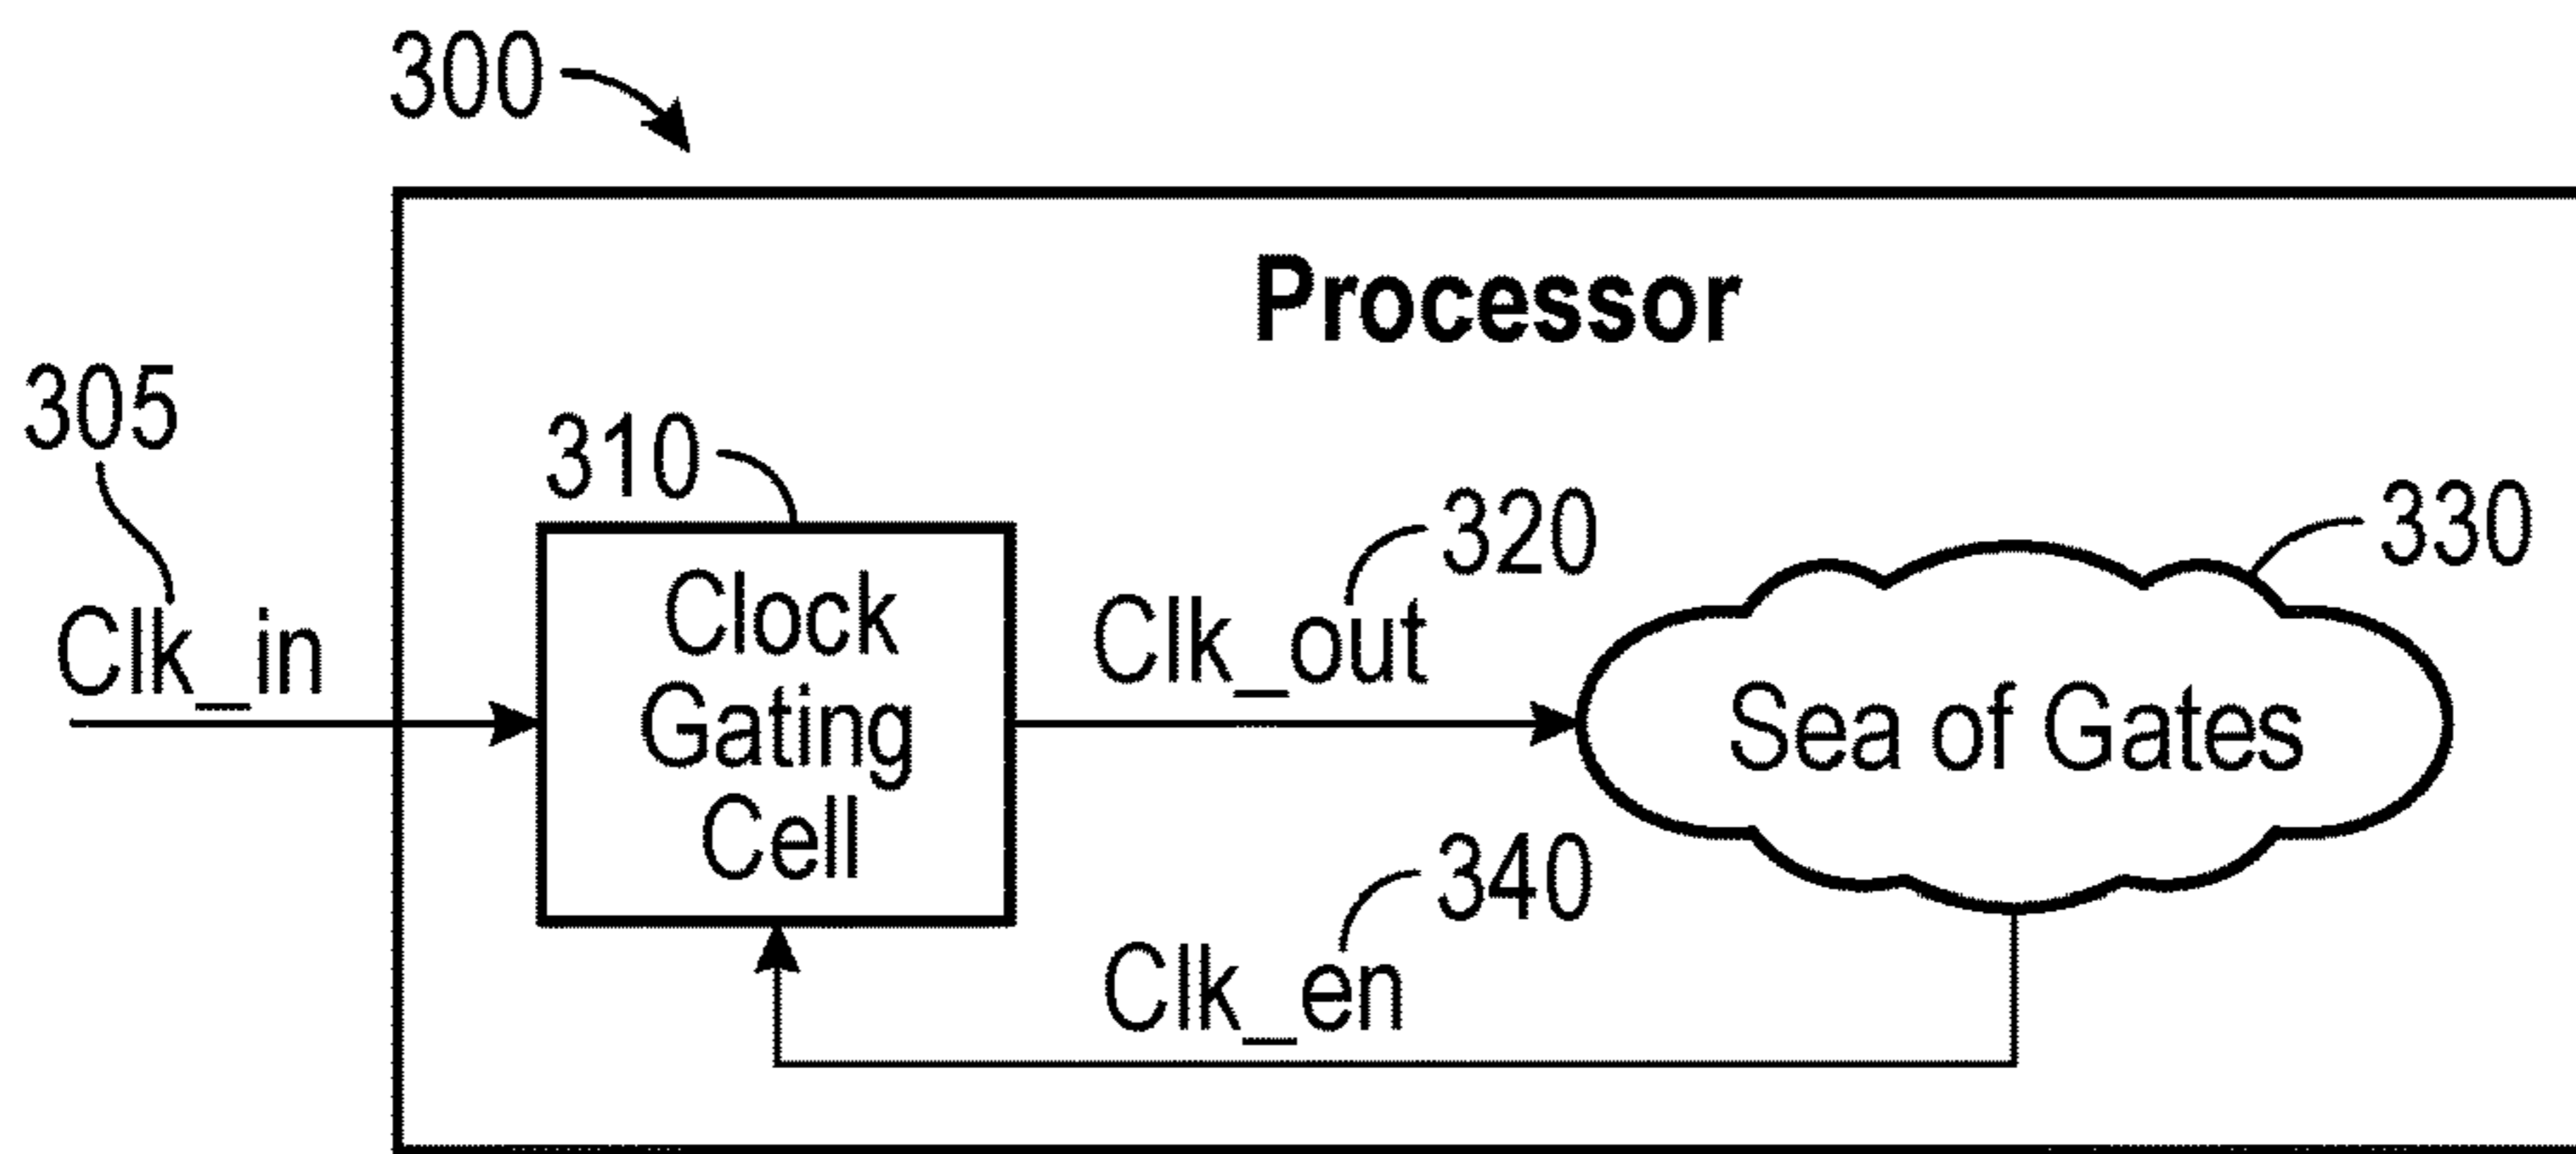 300
Processor
305
310
320
330
Clk_in
Clock
Gating
Cell
Clk_out
Sea of Gates
340
Clk_en